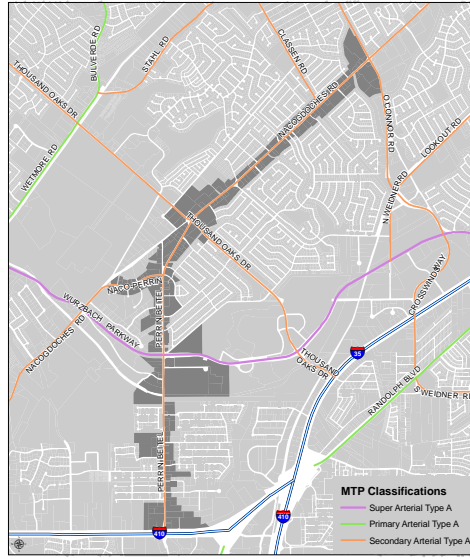 BULVERDE RD
STAHL RD
CLASSEN RD
THOUSAND OAKS DR
NACOGDOCHES RD
O'CONNOR RD
LOOKOUT RD
WETMORE RD
N WEIDNER RD
THOUSAND OAKS DR
NACO-PERRIN
CROSSWINDS WAY
WURZBACH PARKWAY
PERRIN BEITEL
NACOGDOCHES RD
THOUSAND
OAKS DR
35
RANDOLPH BLVD
S WEIDNER RD
PERRIN BEITEL
410
410
MTP Classifications
Super Arterial Type A
Primary Arterial Type A
Secondary Arterial Type A